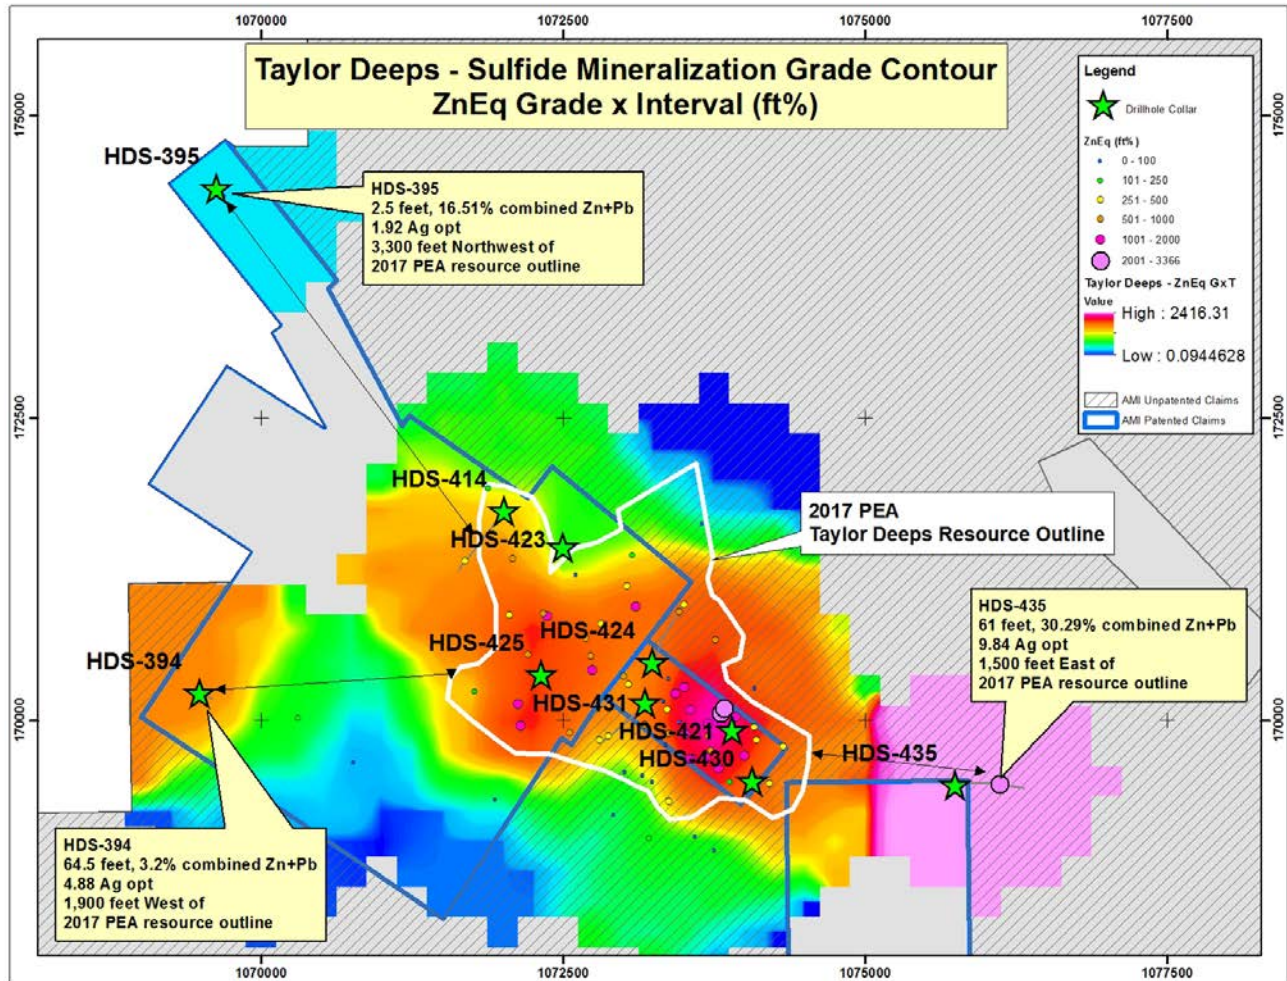 1070000
1072500
1075000
1077500
Taylor Deeps - Sulfide Mineralization Grade Contour
ZnEq Grade x Interval (ft%)
Legend
Drillhole Collar
ZnEq (ft%)
0 - 100
101 - 250
251 - 500
501 - 1000
1001 - 2000
2001 - 3366
Taylor Deeps - ZnEq GxT
Value
High : 2416.31
Low : 0.0944628
AMI Unpatented Claims
AMI Patented Claims
175000
175000
HDS-395
HDS-395
2.5 feet, 16.51% combined Zn+Pb
1.92 Ag opt
3,300 feet Northwest of
2017 PEA resource outline
172500
172500
HDS-414
HDS-423
2017 PEA
Taylor Deeps Resource Outline
HDS-435
61 feet, 30.29% combined Zn+Pb
9.84 Ag opt
1,500 feet East of
2017 PEA resource outline
HDS-424
HDS-425
HDS-394
HDS-431
HDS-421
HDS-430
HDS-435
170000
170000
HDS-394
64.5 feet, 3.2% combined Zn+Pb
4.88 Ag opt
1,900 feet West of
2017 PEA resource outline
1070000
1072500
1075000
1077500